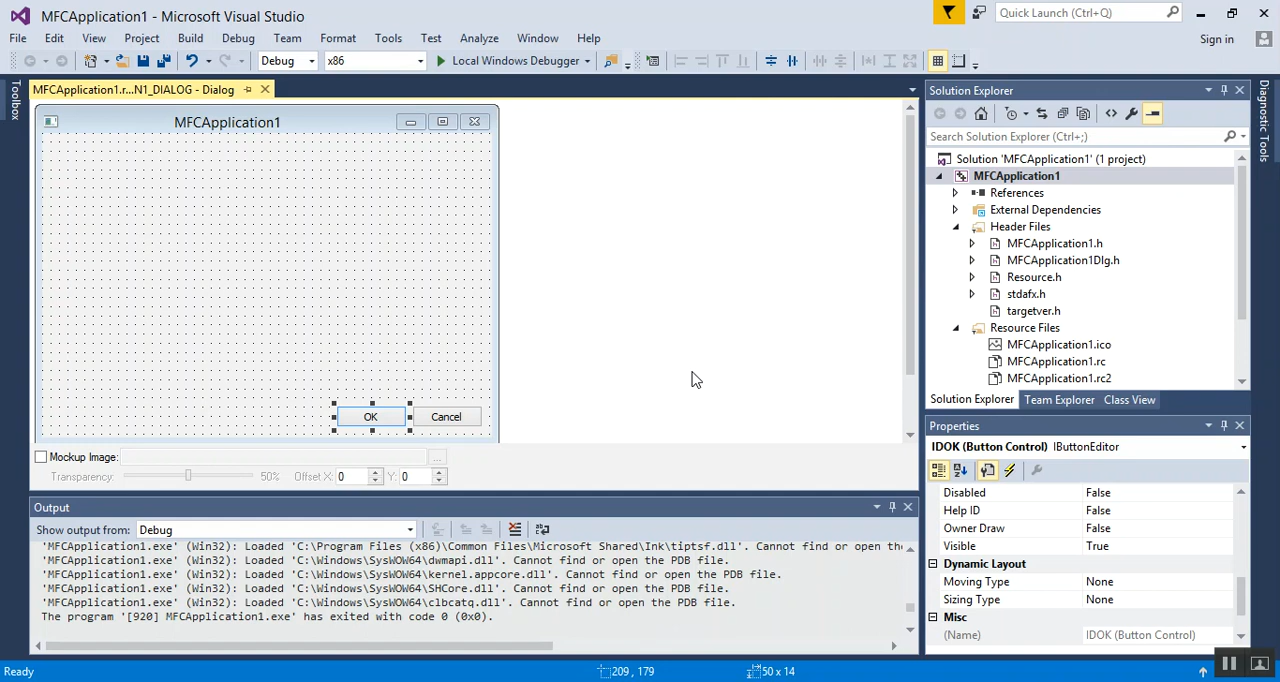 MFCApplication1 - Microsoft Visual Studio
Quick Launch (Ctrl+Q)
File Edit View Project Build Debug Team Format Tools Test Analyze Window Help
Sign in
Debug x86 Local Windows Debugger
Toolbox
MFCApplication1.r...N1_DIALOG - Dialog
MFCApplication1
OK Cancel
Mockup Image: ...
Transparency: 50% Offset X: 0 Y: 0
Output
Show output from: Debug
'MFCApplication1.exe' (Win32): Loaded 'C:\Program Files (x86)\Common Files\Microsoft Shared\Ink\tiptsf.dll'. Cannot find or open the
'MFCApplication1.exe' (Win32): Loaded 'C:\Windows\SysWOW64\dwmapi.dll'. Cannot find or open the PDB file.
'MFCApplication1.exe' (Win32): Loaded 'C:\Windows\SysWOW64\kernel.appcore.dll'. Cannot find or open the PDB file.
'MFCApplication1.exe' (Win32): Loaded 'C:\Windows\SysWOW64\SHCore.dll'. Cannot find or open the PDB file.
'MFCApplication1.exe' (Win32): Loaded 'C:\Windows\SysWOW64\clbcatq.dll'. Cannot find or open the PDB file.
The program '[920] MFCApplication1.exe' has exited with code 0 (0x0).
Solution Explorer
Search Solution Explorer (Ctrl+;)
Solution 'MFCApplication1' (1 project)
MFCApplication1
References
External Dependencies
Header Files
MFCApplication1.h
MFCApplication1Dlg.h
Resource.h
stdafx.h
targetver.h
Resource Files
MFCApplication1.ico
MFCApplication1.rc
MFCApplication1.rc2
Solution Explorer Team Explorer Class View
Properties
IDOK (Button Control) IButtonEditor
Disabled False
Help ID False
Owner Draw False
Visible True
Dynamic Layout
Moving Type None
Sizing Type None
Misc
(Name) IDOK (Button Control)
Diagnostic Tools
Ready 209 , 179 50 x 14